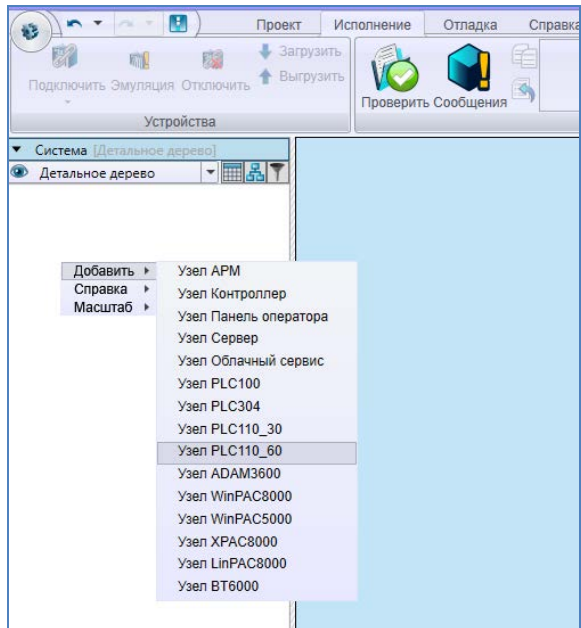 Проект Исполнение Отладка Справка
Загрузить
Выгрузить
Подключить Эмуляция Отключить
Проверить Сообщения
Устройства
Система [Детальное дерево]
Детальное дерево
Добавить
Справка
Масштаб
Узел АРМ
Узел Контроллер
Узел Панель оператора
Узел Сервер
Узел Облачный сервис
Узел PLC100
Узел PLC304
Узел PLC110_30
Узел PLC110_60
Узел ADAM3600
Узел WinPAC8000
Узел WinPAC5000
Узел XPAC8000
Узел LinPAC8000
Узел BT6000